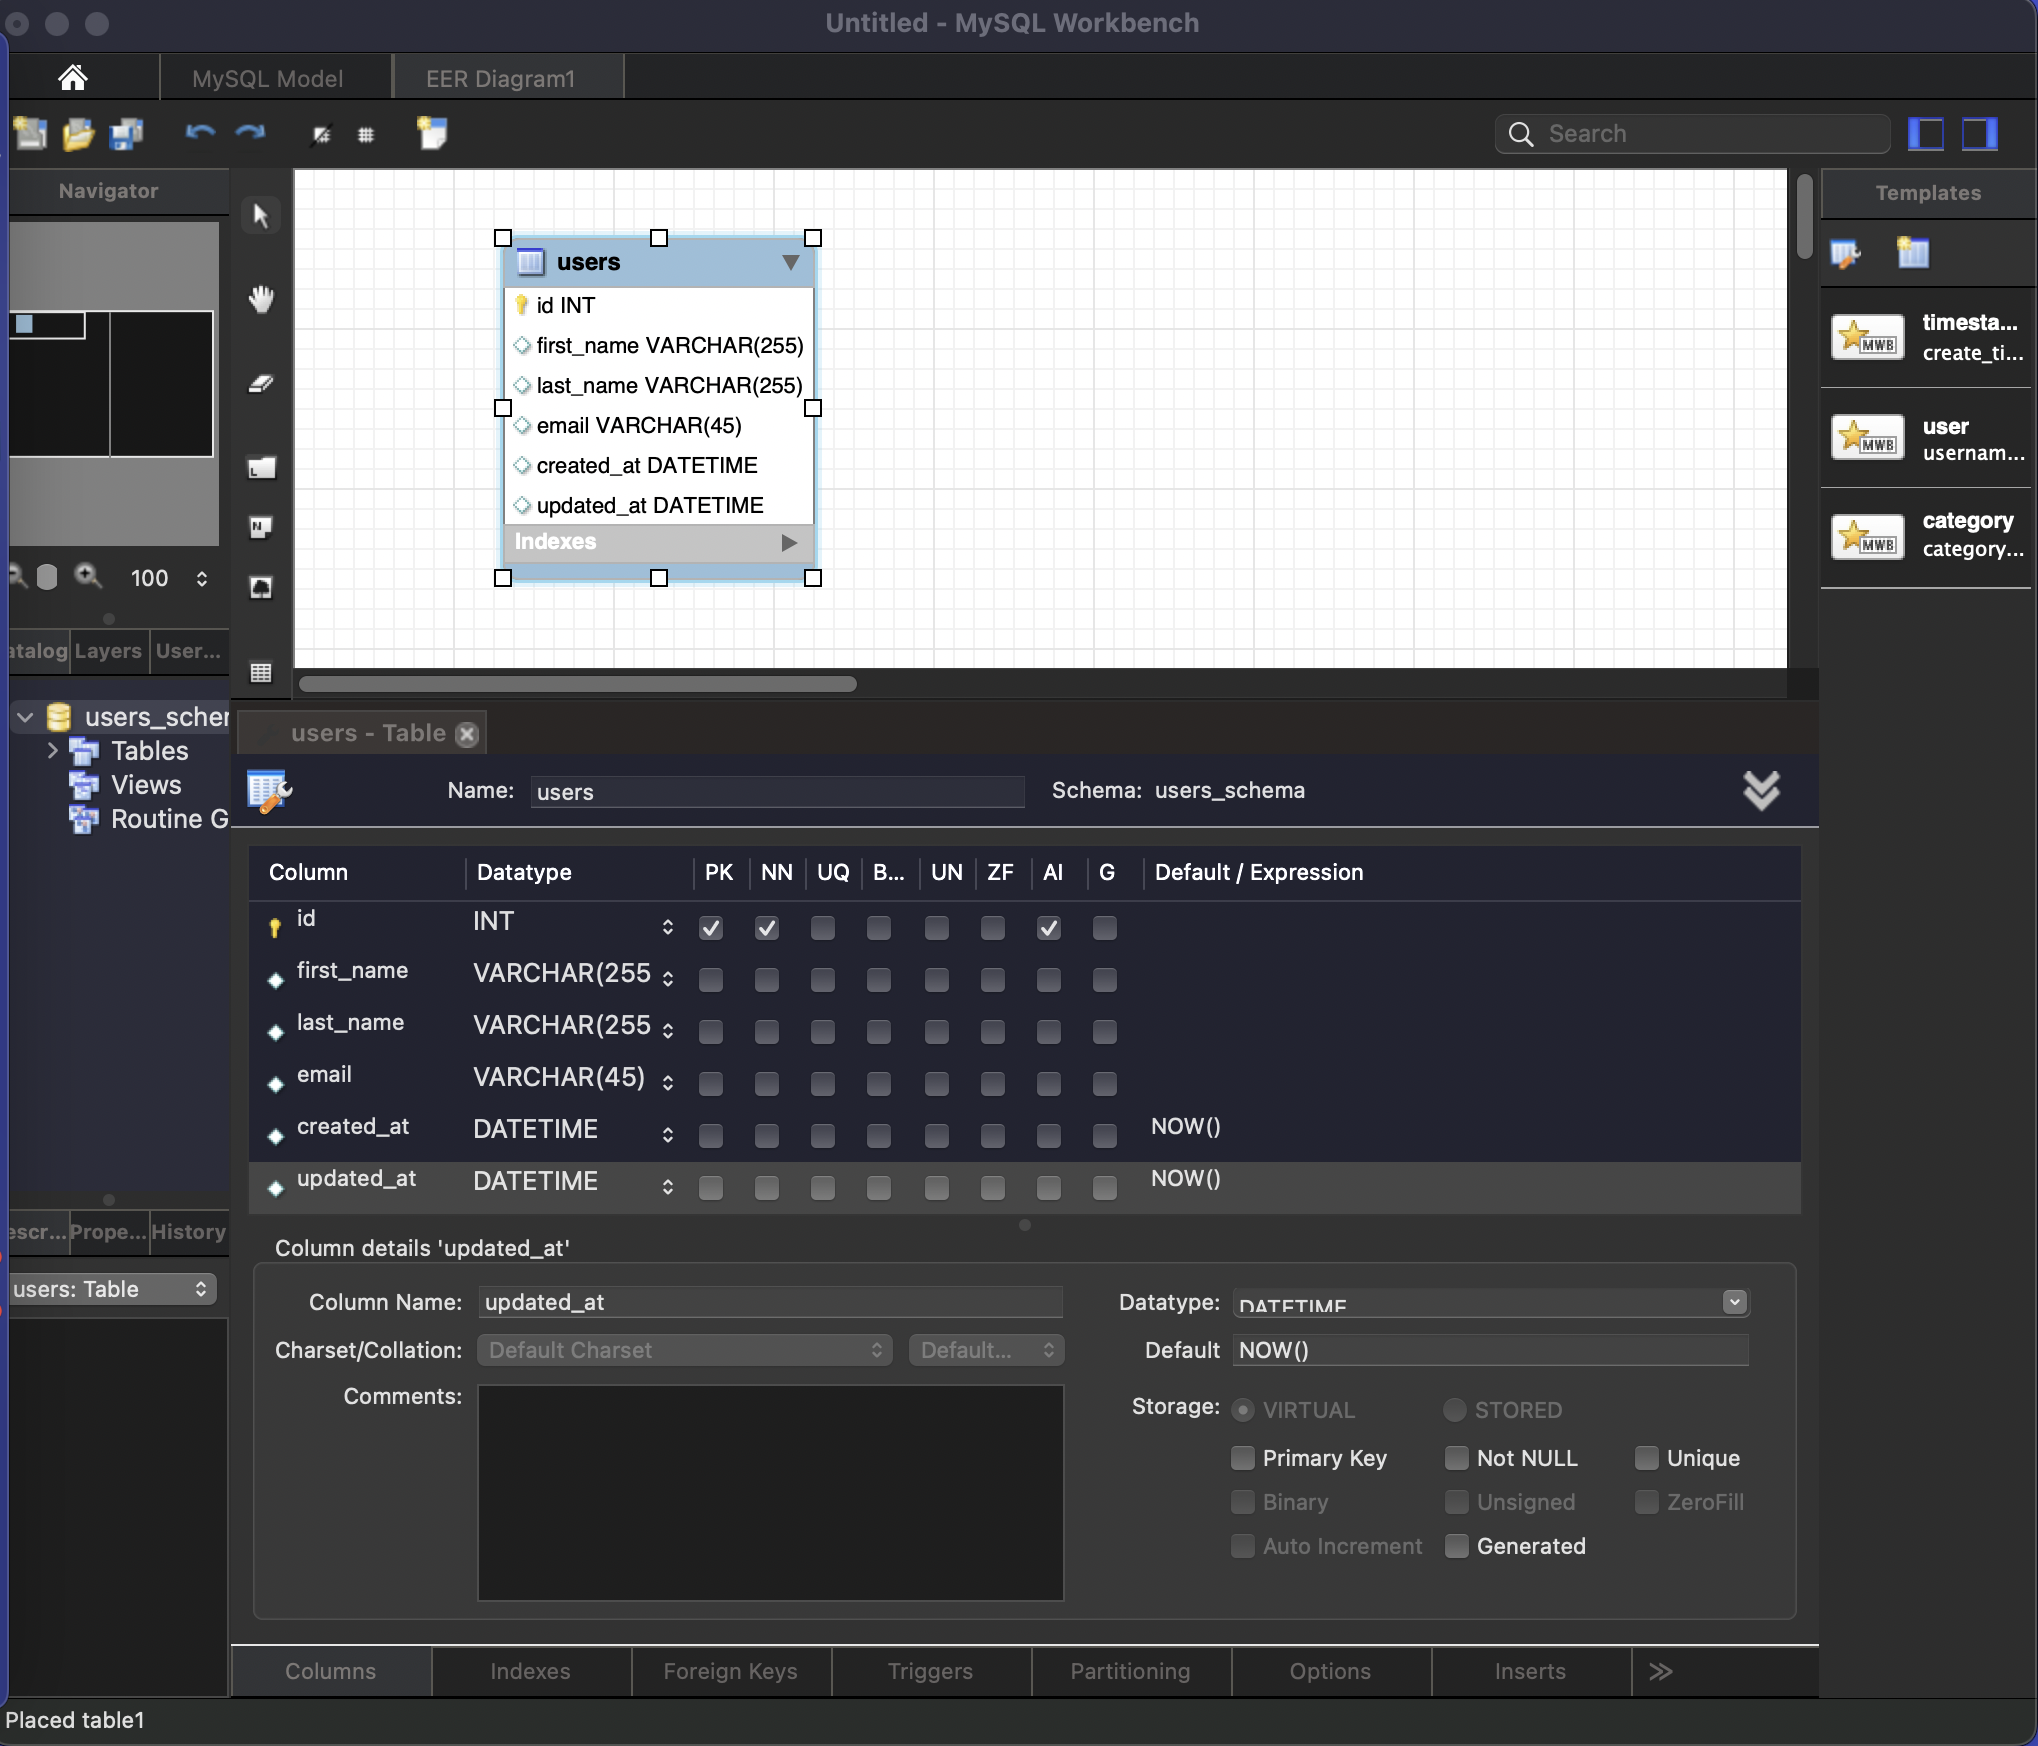 Untitled - MySQL Workbench
MySQL Model
EER Diagram1
Search
Navigator
Templates
users
id INT
first_name VARCHAR(255)
last_name VARCHAR(255)
email VARCHAR(45)
created_at DATETIME
updated_at DATETIME
Indexes
timesta...
create_ti...
user
usernam...
category
category...
MWB
MWB
MWB
L
N
100
atalog Layers User...
users_scher
Tables
Views
Routine G
users - Table
Name: users Schema: users_schema
Column Datatype PK NN UQ B... UN ZF AI G Default / Expression
id INT
first_name VARCHAR(255
last_name VARCHAR(255
email VARCHAR(45)
created_at DATETIME NOW()
updated_at DATETIME NOW()
escr... Prope... History
users: Table
Column details 'updated_at'
Column Name: updated_at Datatype: DATETIME
Charset/Collation: Default Charset Default... Default NOW()
Comments: Storage: VIRTUAL STORED
Primary Key Not NULL Unique
Binary Unsigned ZeroFill
Auto Increment Generated
Columns Indexes Foreign Keys Triggers Partitioning Options Inserts
Placed table1